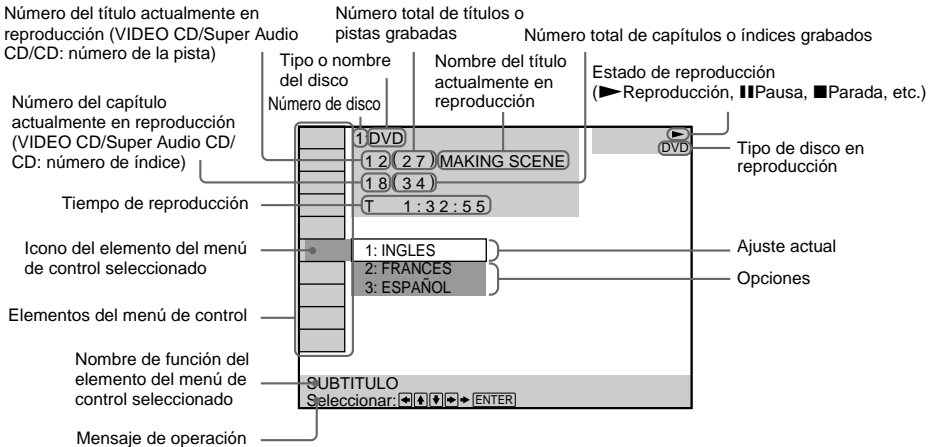 Número del título actualmente en
reproducción (VIDEO CD/Super Audio
CD/CD: número de la pista)
Número total de títulos o
pistas grabadas
Número total de capítulos o índices grabados
Tipo o nombre
del disco
Nombre del título
actualmente en
reproducción
Estado de reproducción
(►Reproducción, ❚❚Pausa, ■Parada, etc.)
Número de disco
Número del capítulo
actualmente en reproducción
(VIDEO CD/Super Audio CD/
CD: número de índice)
1 DVD
►
DVD
Tipo de disco en
reproducción
1 2 ( 2 7 ) MAKING SCENE
1 8 ( 3 4 )
Tiempo de reproducción
T 1 : 3 2 : 5 5
Icono del elemento del menú
de control seleccionado
1: INGLES
2: FRANCES
3: ESPAÑOL
Ajuste actual
Opciones
Elementos del menú de control
Nombre de función del
elemento del menú de
control seleccionado
SUBTITULO
Seleccionar: ←↑↓→ → ENTER
Mensaje de operación